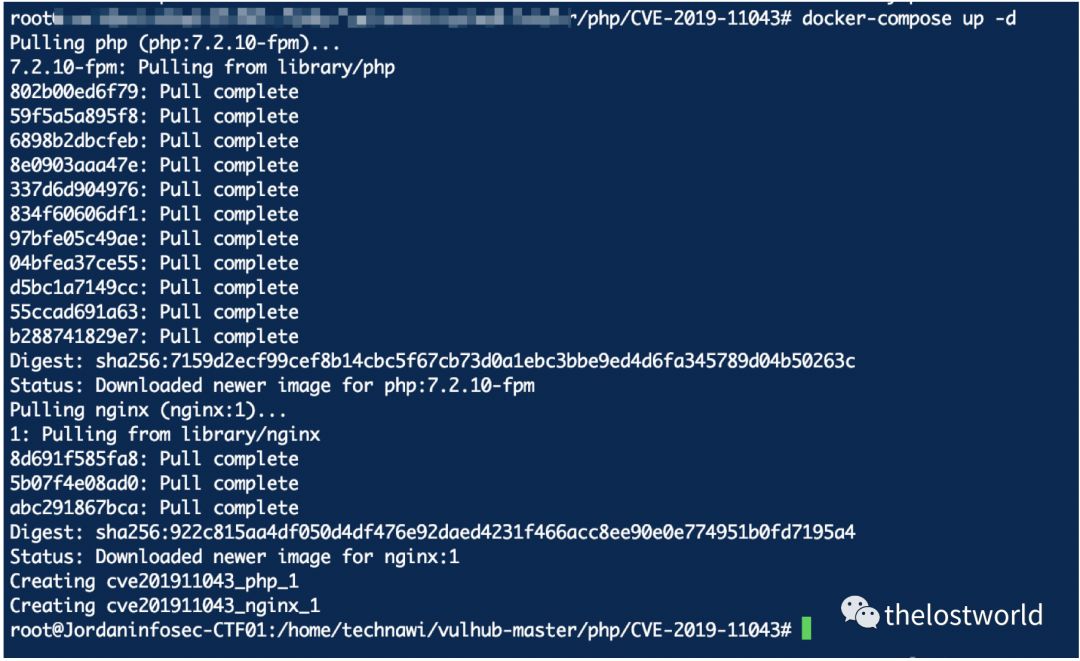 root@ /php/CVE-2019-11043# docker-compose up -d
Pulling php (php:7.2.10-fpm)...
7.2.10-fpm: Pulling from library/php
802b00ed6f79: Pull complete
59f5a5a895f8: Pull complete
6898b2dbcfeb: Pull complete
8e0903aaa47e: Pull complete
337d6d904976: Pull complete
834f60606df1: Pull complete
97bfe05c49ae: Pull complete
04bfea37ce55: Pull complete
d5bc1a7149cc: Pull complete
55ccad691a63: Pull complete
b288741829e7: Pull complete
Digest: sha256:7159d2ecf99cef8b14cbc5f67cb73d0a1ebc3bbe9ed4d6fa345789d04b50263c
Status: Downloaded newer image for php:7.2.10-fpm
Pulling nginx (nginx:1)...
1: Pulling from library/nginx
8d691f585fa8: Pull complete
5b07f4e08ad0: Pull complete
abc291867bca: Pull complete
Digest: sha256:922c815aa4df050d4df476e92daed4231f466acc8ee90e0e774951b0fd7195a4
Status: Downloaded newer image for nginx:1
Creating cve201911043_php_1
Creating cve201911043_nginx_1
root@Jordaninfosec-CTF01:/home/technawi/vulhub-master/php/CVE-2019-11043#
thelostworld